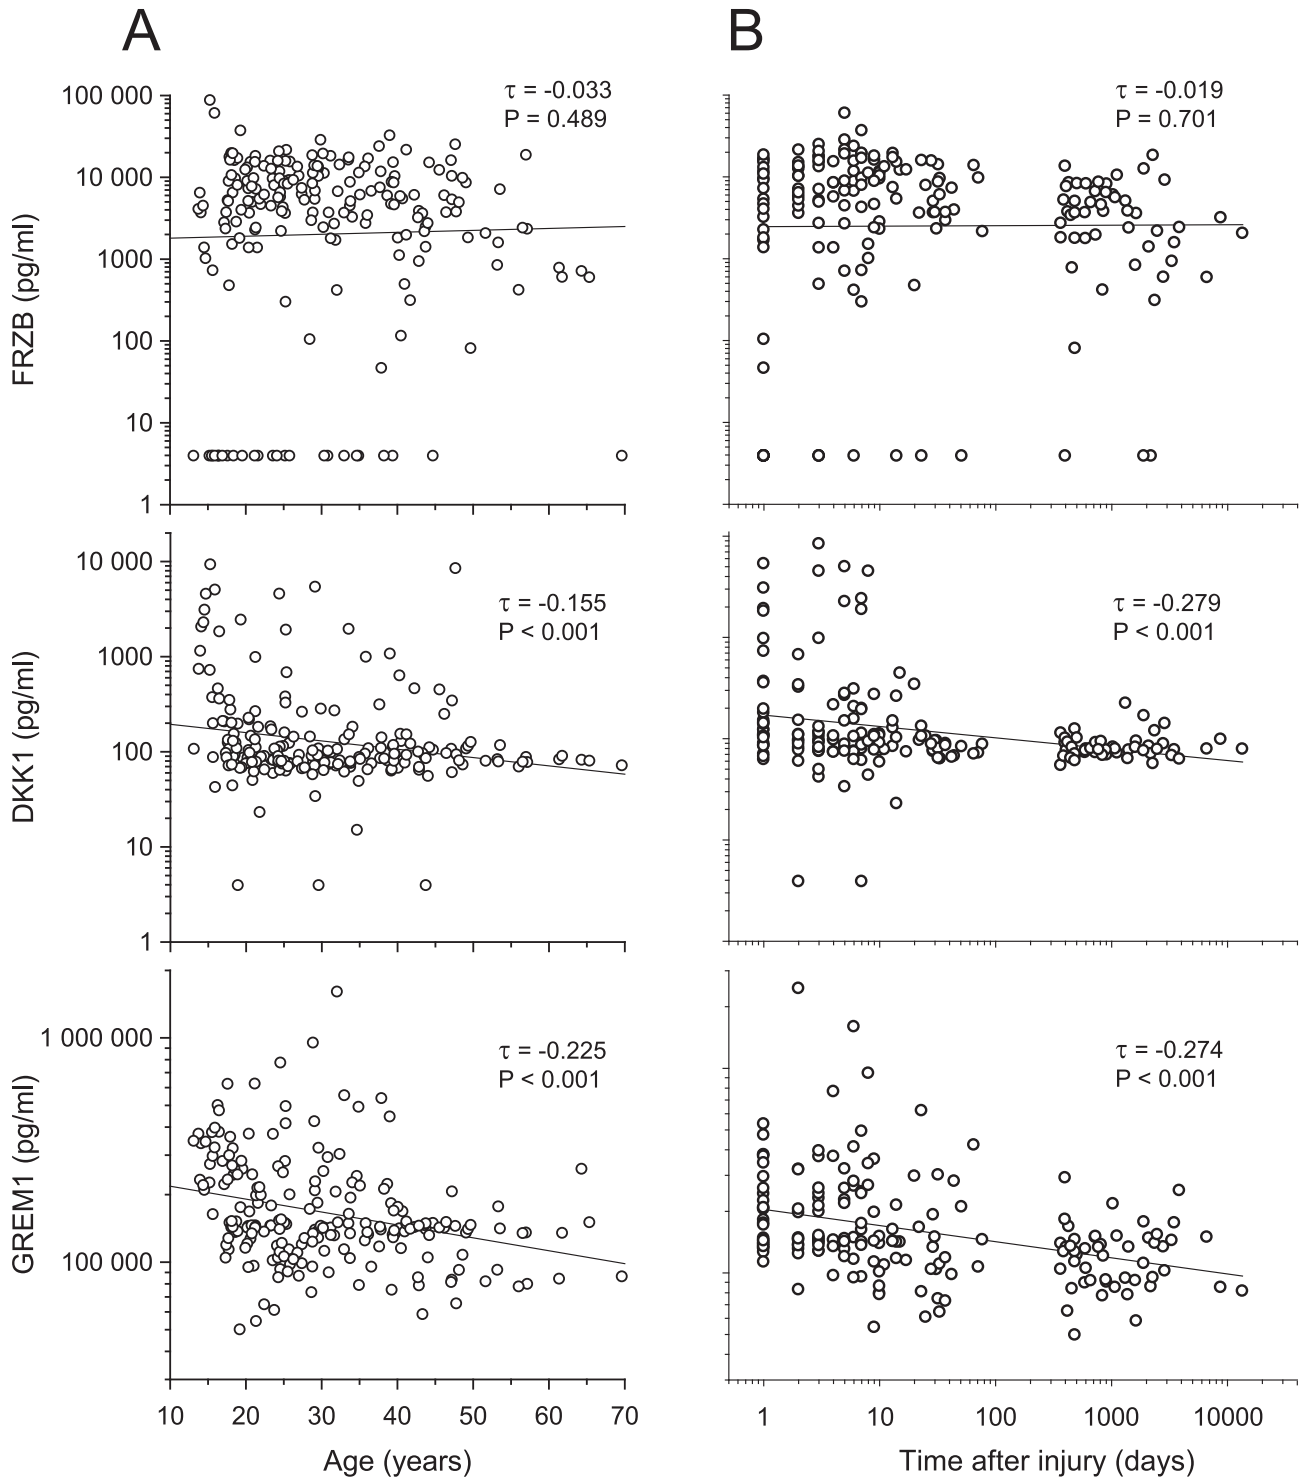 A
B
τ = -0.033
P = 0.489
τ = -0.019
P = 0.701
FRZB (pg/ml)
100 000
10 000
1000
100
10
1
τ = -0.155
P < 0.001
τ = -0.279
P < 0.001
DKK1 (pg/ml)
10 000
1000
100
10
1
τ = -0.225
P < 0.001
τ = -0.274
P < 0.001
GREM1 (pg/ml)
1 000 000
100 000
10 20 30 40 50 60 70
1 10 100 1000 10000
Age (years)
Time after injury (days)